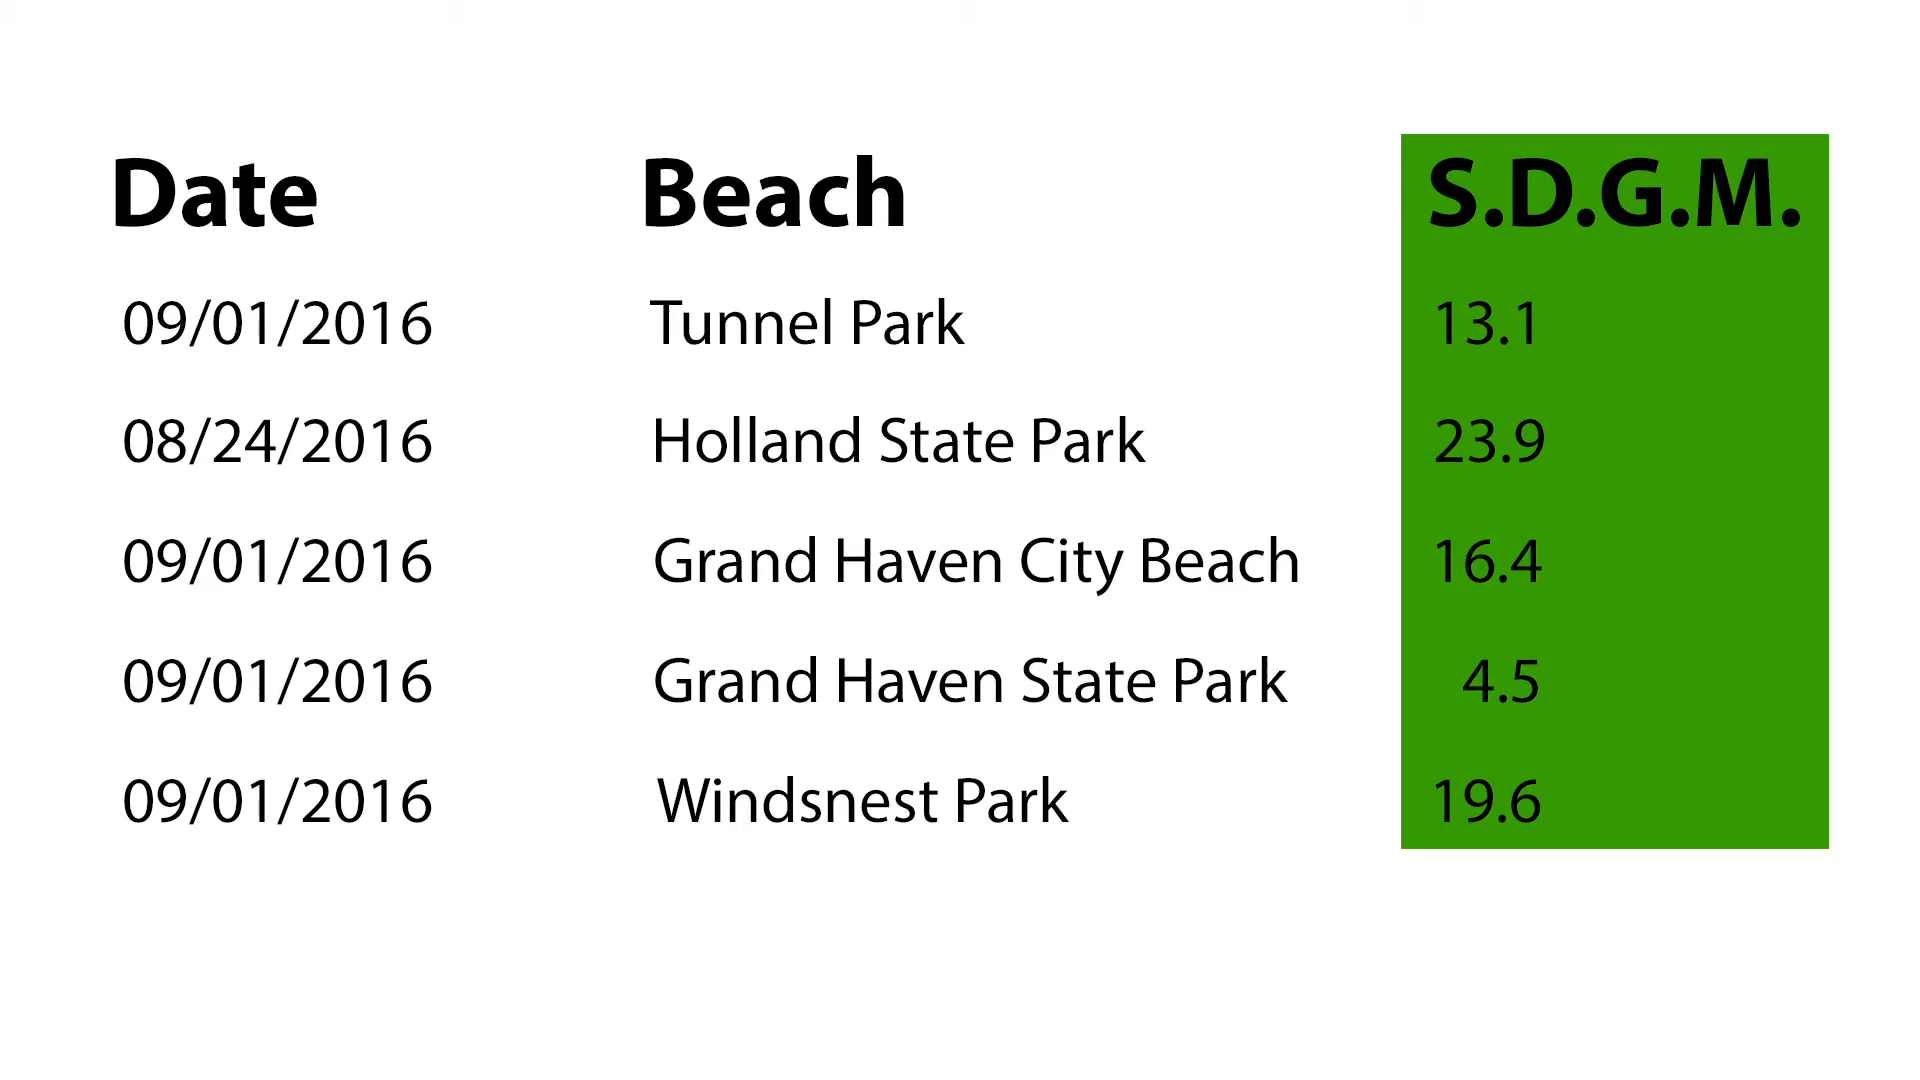 Date Beach S.D.G.M.
09/01/2016 Tunnel Park 13.1
08/24/2016 Holland State Park 23.9
09/01/2016 Grand Haven City Beach 16.4
09/01/2016 Grand Haven State Park 4.5
09/01/2016 Windsnest Park 19.6